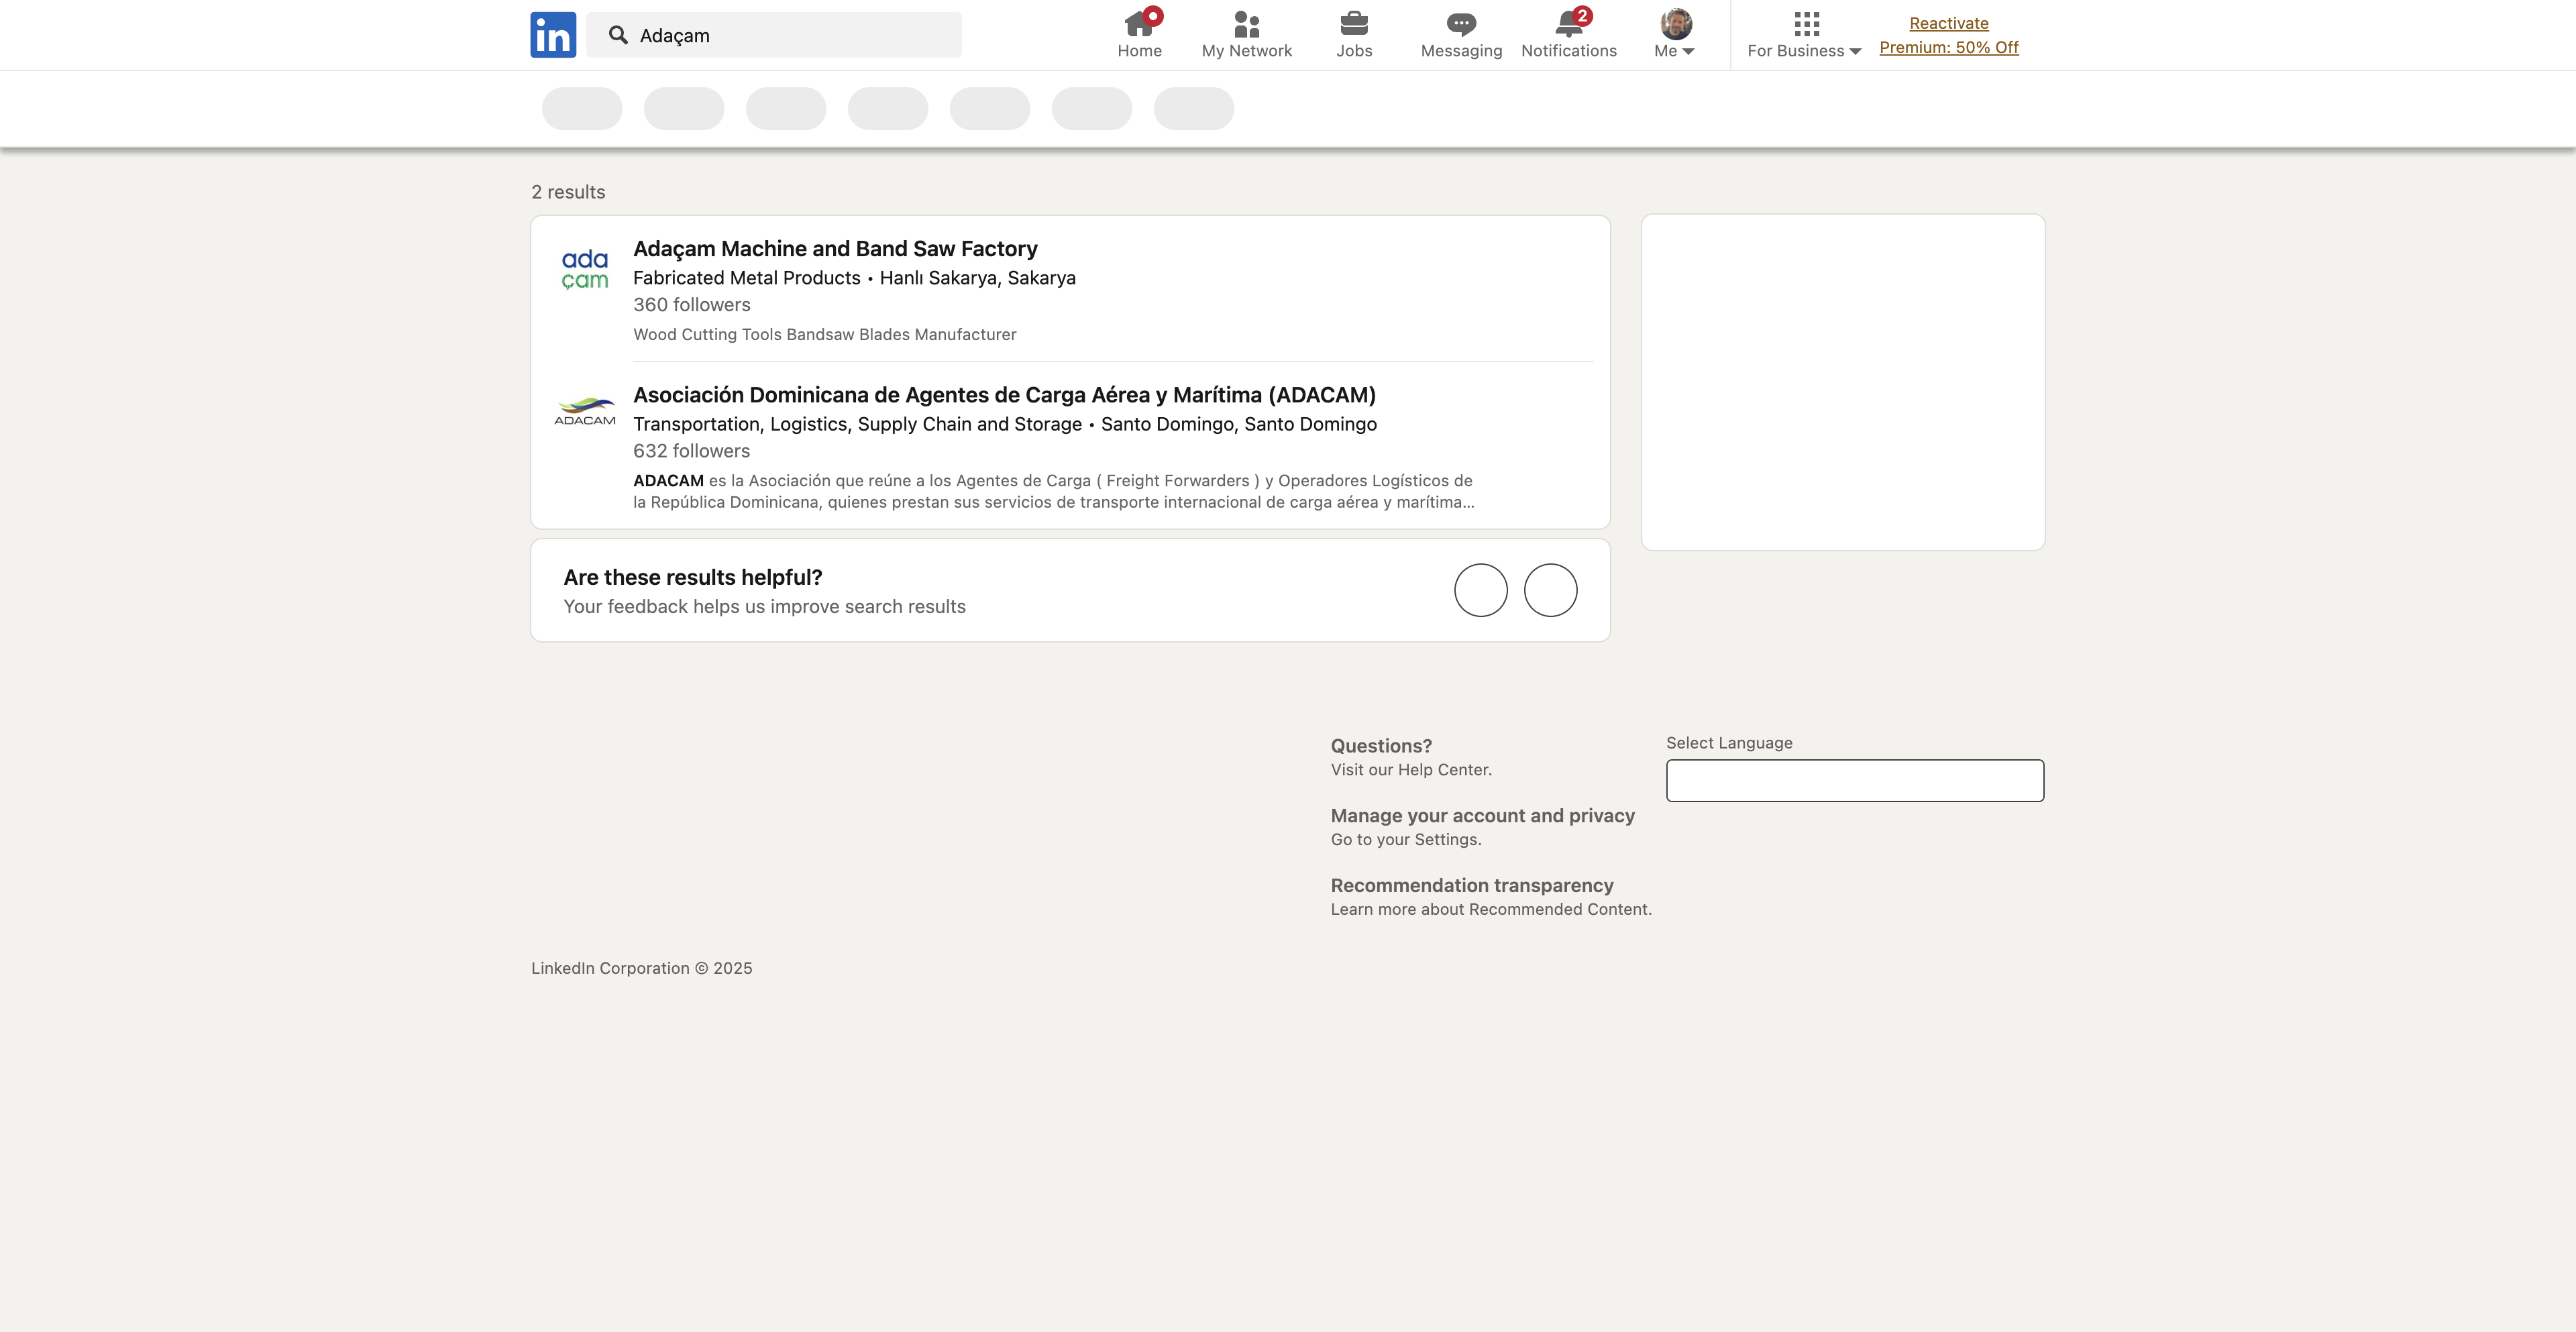 in
Adaçam
Home
My Network
Jobs
Messaging
2
Notifications
Me
For Business
Reactivate
Premium: 50% Off
2 results
ada
çam
Adaçam Machine and Band Saw Factory
Fabricated Metal Products • Hanlı Sakarya, Sakarya
360 followers
Wood Cutting Tools Bandsaw Blades Manufacturer
ADACAM
Asociación Dominicana de Agentes de Carga Aérea y Marítima (ADACAM)
Transportation, Logistics, Supply Chain and Storage • Santo Domingo, Santo Domingo
632 followers
ADACAM es la Asociación que reúne a los Agentes de Carga ( Freight Forwarders ) y Operadores Logísticos de
la República Dominicana, quienes prestan sus servicios de transporte internacional de carga aérea y marítima...
Are these results helpful?
Your feedback helps us improve search results
Questions?
Visit our Help Center.
Manage your account and privacy
Go to your Settings.
Recommendation transparency
Learn more about Recommended Content.
Select Language
LinkedIn Corporation © 2025